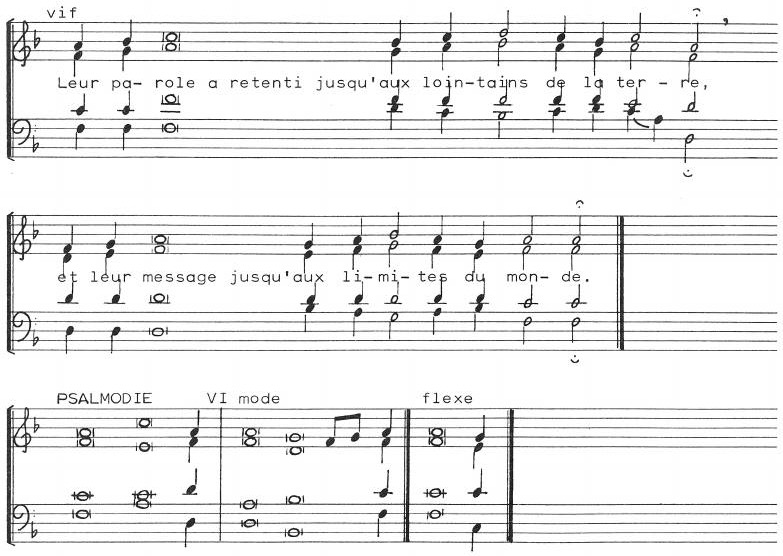 vif
Leur pa- role a retenti jusqu'aux loin-tains de la ter - re,
et leur message jusqu'aux li-mi-tes du mon- de.
PSALMODIE VI mode flexe